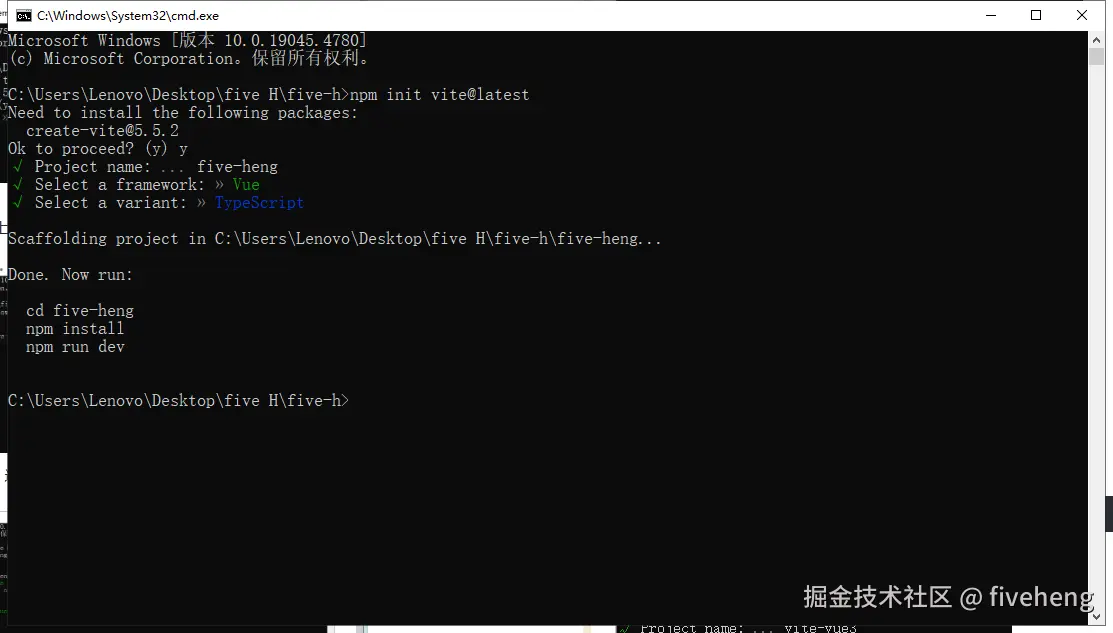 C:\Windows\System32\cmd.exe
Microsoft Windows [版本 10.0.19045.4780]
(c) Microsoft Corporation。保留所有权利。
C:\Users\Lenovo\Desktop\five H\five-h>npm init vite@latest
Need to install the following packages:
create-vite@5.5.2
Ok to proceed? (y) y
√ Project name: ... five-heng
√ Select a framework: » Vue
√ Select a variant: » TypeScript
Scaffolding project in C:\Users\Lenovo\Desktop\five H\five-h\five-heng...
Done. Now run:
cd five-heng
npm install
npm run dev
C:\Users\Lenovo\Desktop\five H\five-h>
掘金技术社区 @ fiveheng
√ Project name: ... vite-vue3